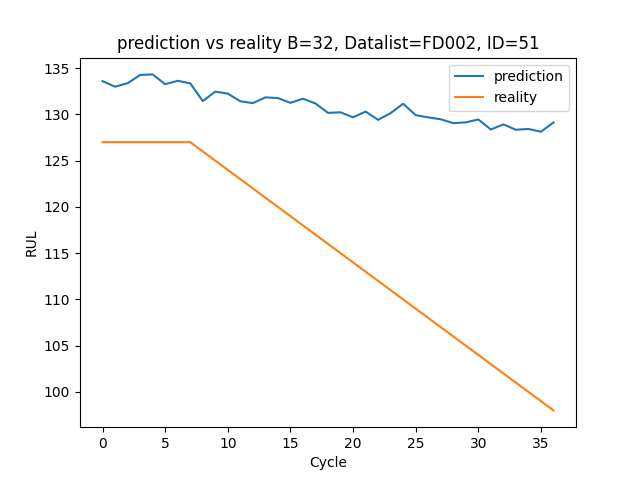 prediction vs reality B=32, Datalist=FD002, ID=51
prediction
reality
135
130
125
120
115
110
105
100
RUL
0 5 10 15 20 25 30 35
Cycle